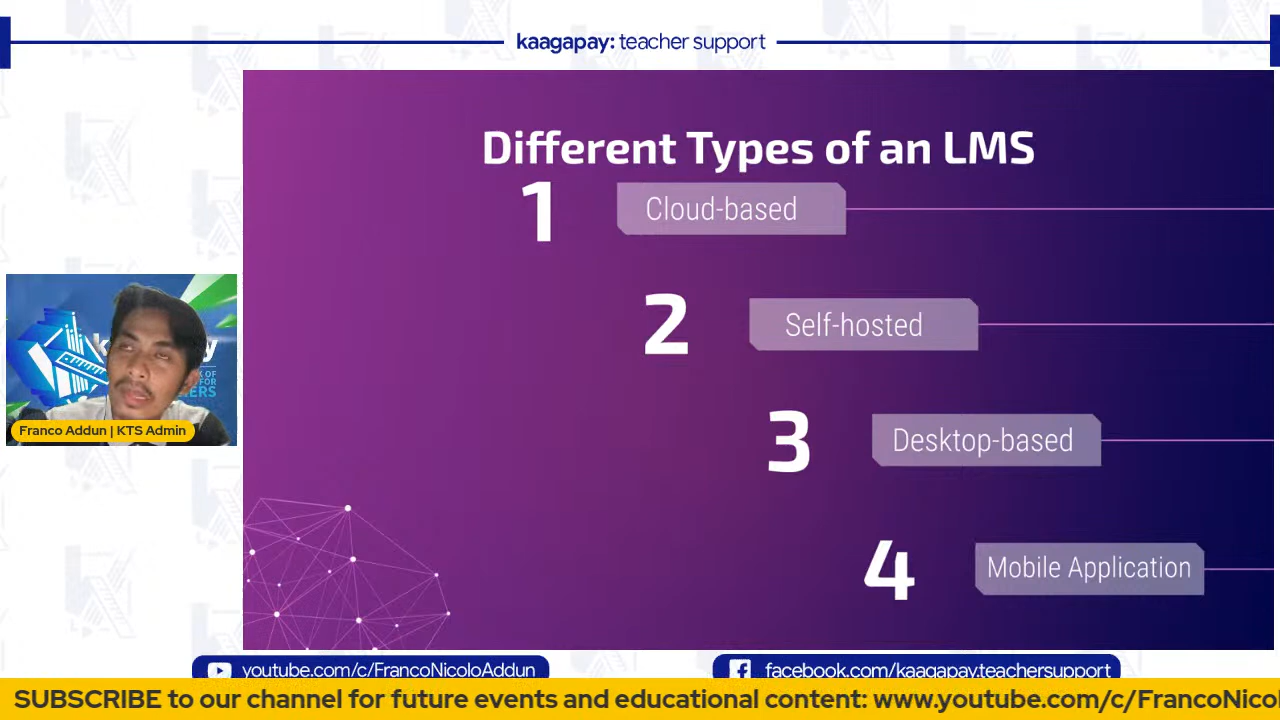 kaagapay: teacher support
Different Types of an LMS
1 Cloud-based
2 Self-hosted
3 Desktop-based
4 Mobile Application
Franco Addun | KTS Admin
youtube.com/c/FrancoNicoloAddun
facebook.com/kaagapay.teachersupport
SUBSCRIBE to our channel for future events and educational content: www.youtube.com/c/FrancoNicol